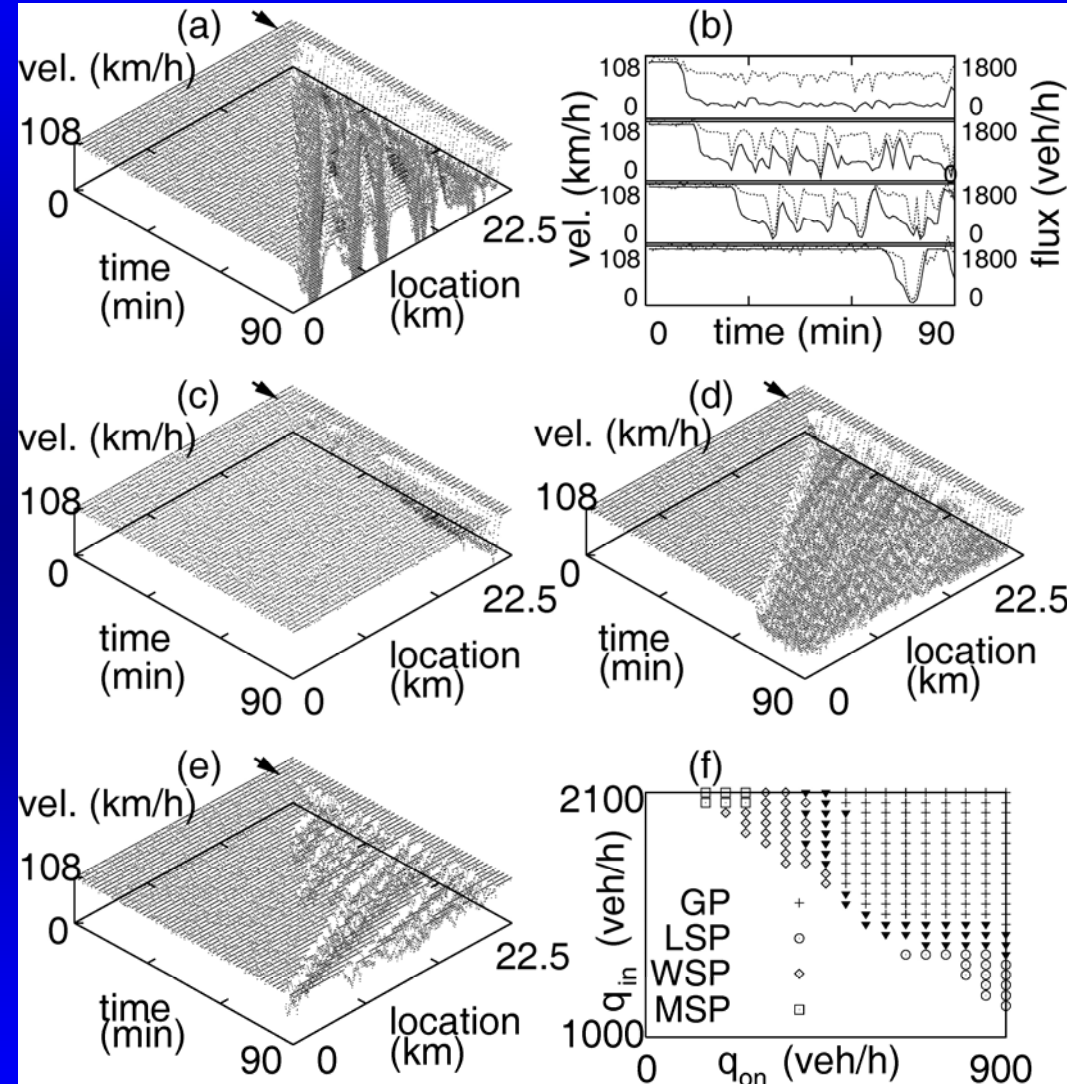 (a)
vel. (km/h)
108
0
time
(min)
90
0
location
(km)
22.5
(b)
vel. (km/h)
108
0
108
0
108
0
108
0
1800
0
1800
0
1800
0
1800
0
flux (veh/h)
0
time (min)
90
(c)
vel. (km/h)
108
0
time
(min)
90
0
location
(km)
22.5
(d)
vel. (km/h)
108
0
time
(min)
90
0
location
(km)
22.5
(e)
vel. (km/h)
108
0
time
(min)
90
0
location
(km)
22.5
(f)
2100
q_in (veh/h)
1000
GP
LSP
WSP
MSP
0
q_on (veh/h)
900